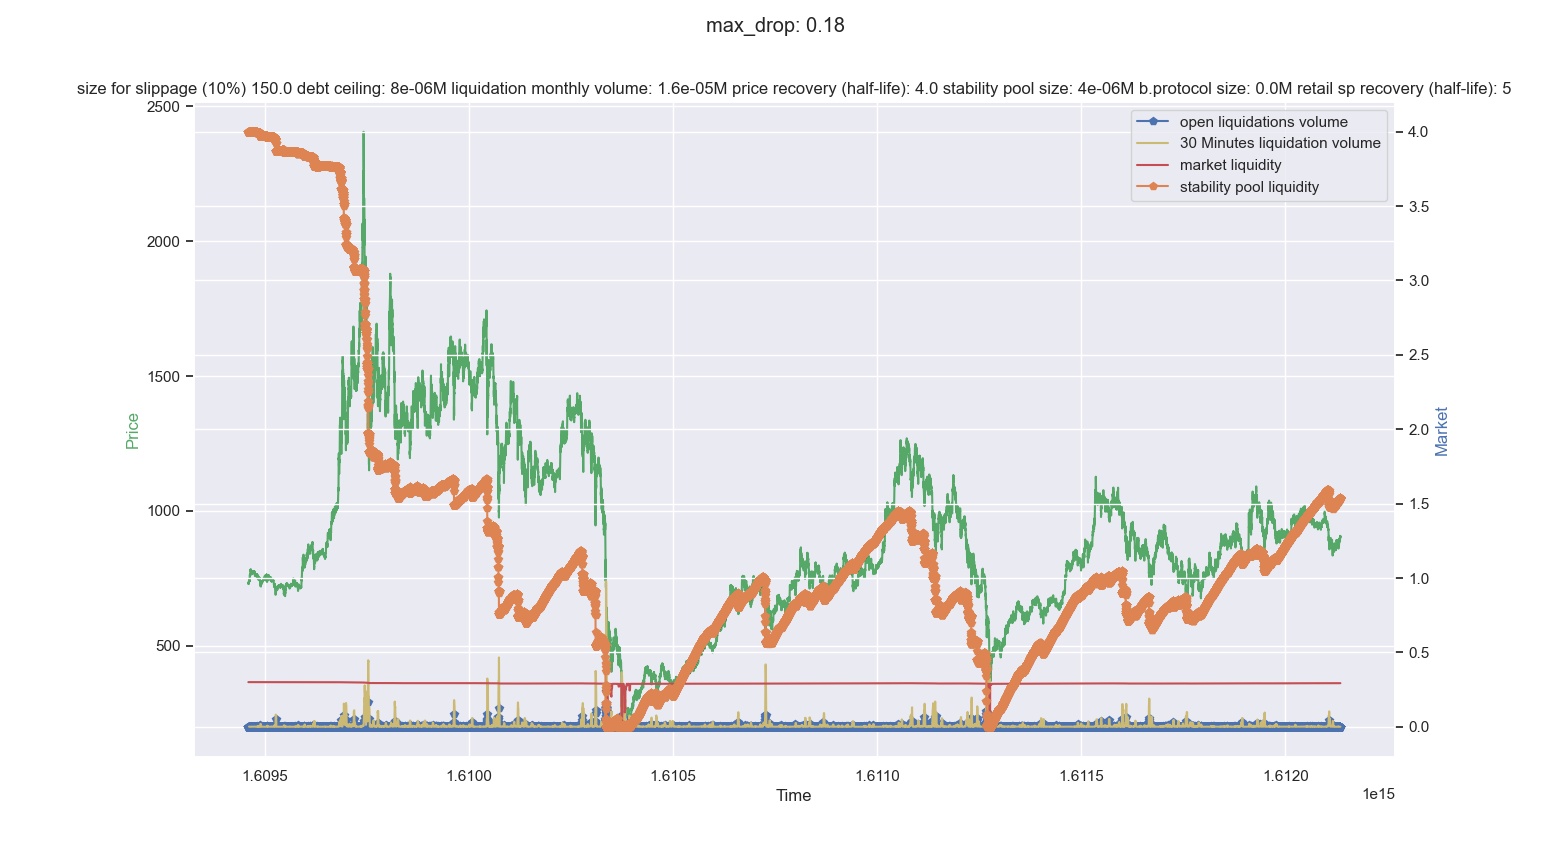 max_drop: 0.18
size for slippage (10%) 150.0 debt ceiling: 8e-06M liquidation monthly volume: 1.6e-05M price recovery (half-life): 4.0 stability pool size: 4e-06M b.protocol size: 0.0M retail sp recovery (half-life): 5
open liquidations volume
30 Minutes liquidation volume
market liquidity
stability pool liquidity
2500
2000
1500
1000
500
Price
4.0
3.5
3.0
2.5
2.0
1.5
1.0
0.5
0.0
Market
1.6095 1.6100 1.6105 1.6110 1.6115 1.6120
Time
1e15